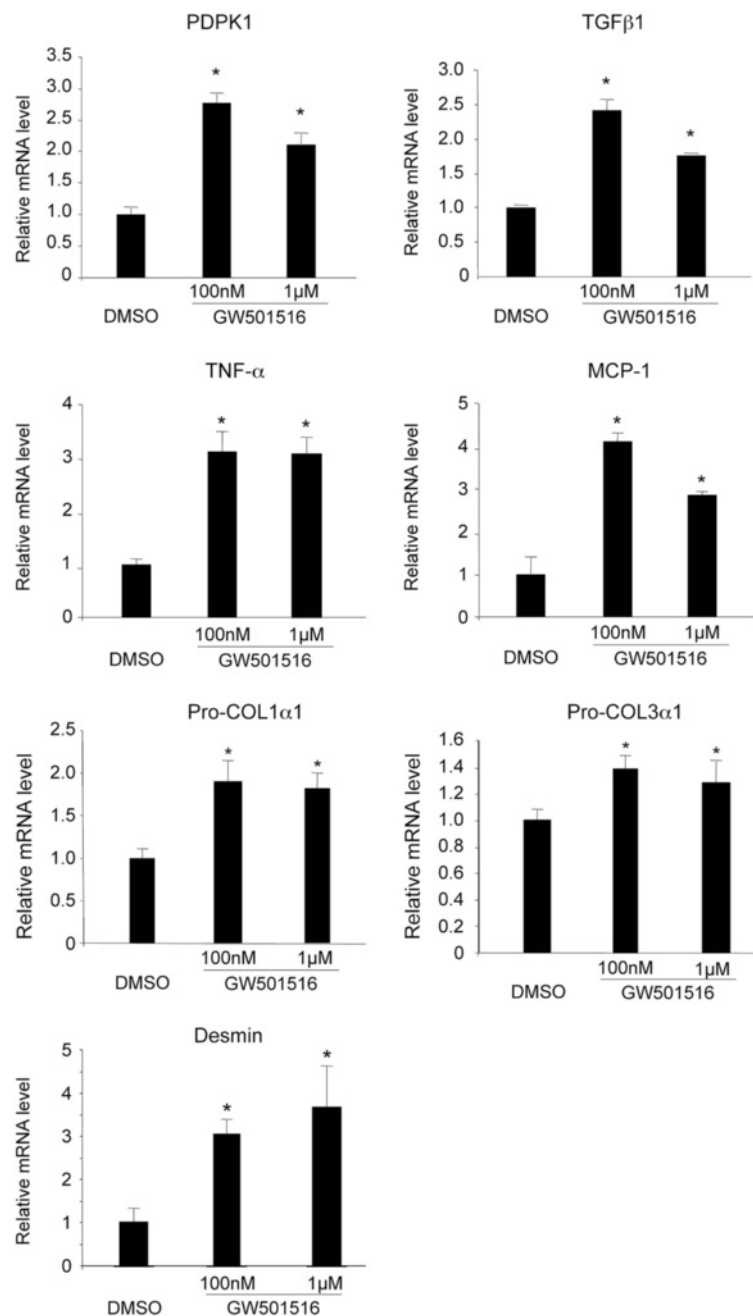 PDPK1
Relative mRNA level
3.5
3.0
2.5
2.0
1.5
1.0
0.5
0
*
*
100nM 1µM
DMSO GW501516
TGFβ1
Relative mRNA level
3.0
2.5
2.0
1.5
1.0
0.5
0
*
*
100nM 1µM
DMSO GW501516
TNF-α
Relative mRNA level
4
3
2
1
0
*
*
100nM 1µM
DMSO GW501516
MCP-1
Relative mRNA level
5
4
3
2
1
0
*
*
100nM 1µM
DMSO GW501516
Pro-COL1α1
Relative mRNA level
2.5
2.0
1.5
1.0
0.5
0
*
*
100nM 1µM
DMSO GW501516
Pro-COL3α1
Relative mRNA level
1.6
1.4
1.2
1.0
0.8
0.6
0.4
0.2
0
*
*
100nM 1µM
DMSO GW501516
Desmin
Relative mRNA level
5
4
3
2
1
0
*
*
100nM 1µM
DMSO GW501516